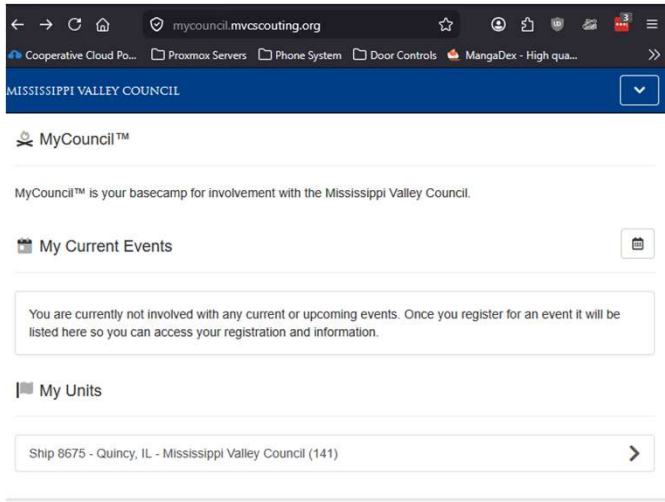 mycouncil.mvcscouting.org
3
Cooperative Cloud Po... Proxmox Servers Phone System Door Controls MangaDex - High qua...
MISSISSIPPI VALLEY COUNCIL
MyCouncil™
MyCouncil™ is your basecamp for involvement with the Mississippi Valley Council.
My Current Events
You are currently not involved with any current or upcoming events. Once you register for an event it will be
listed here so you can access your registration and information.
My Units
Ship 8675 - Quincy, IL - Mississippi Valley Council (141)